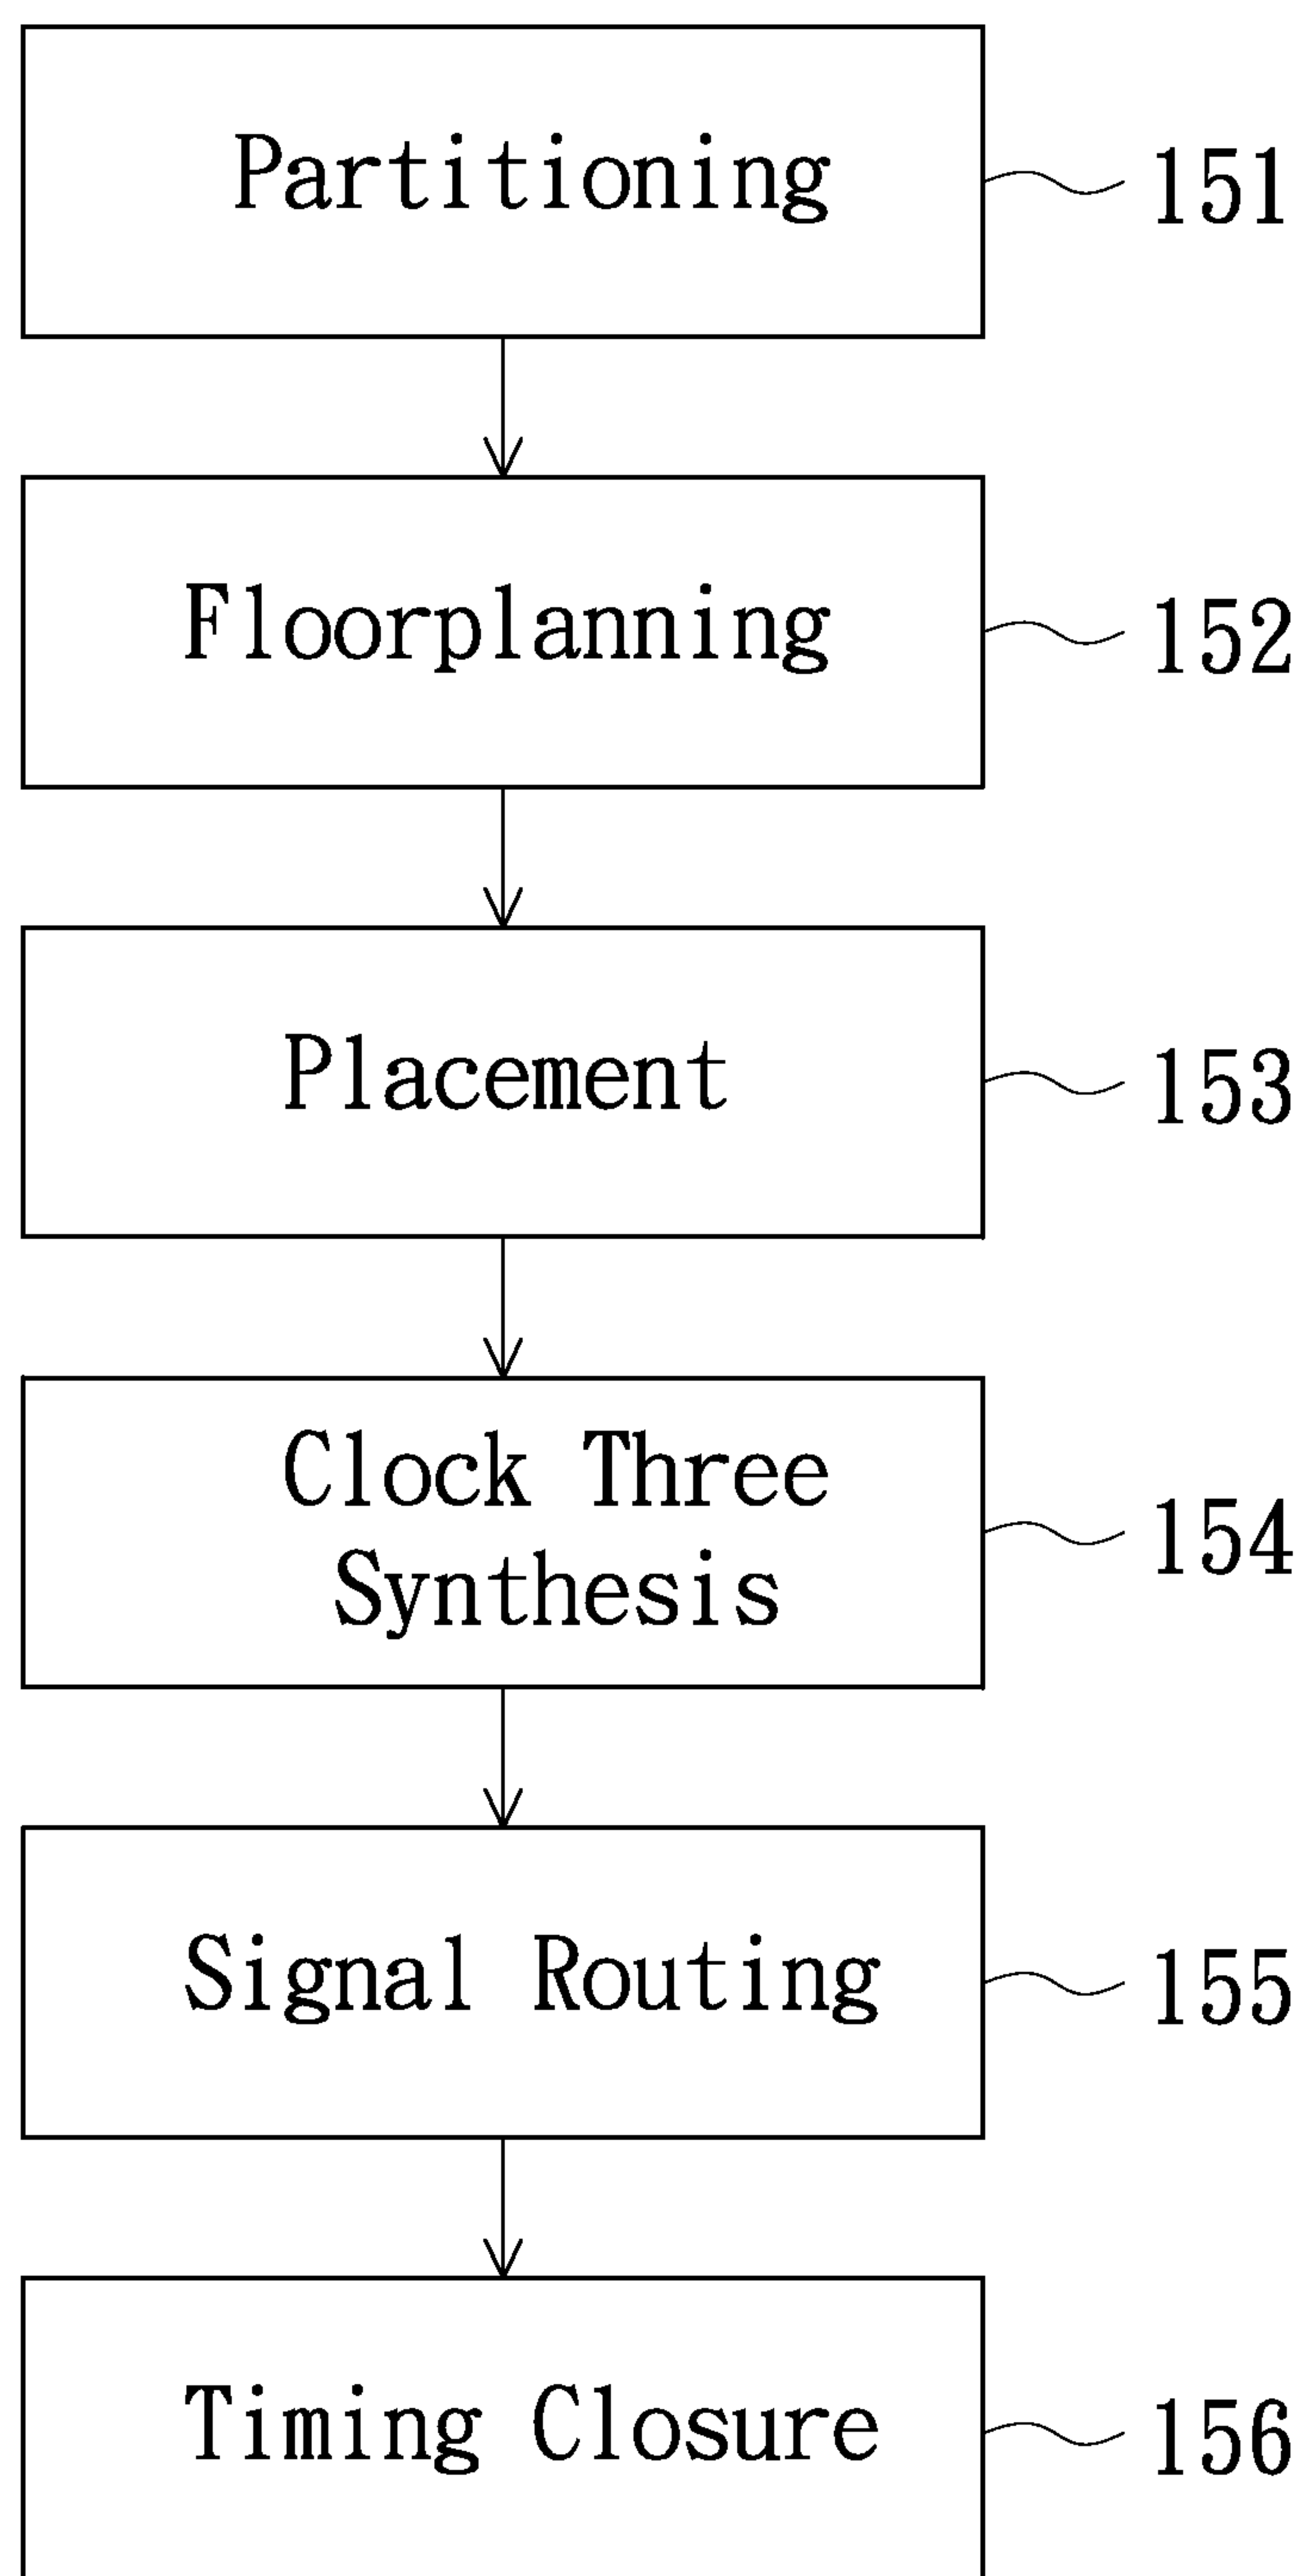 Partitioning
151
Floorplanning
152
Placement
153
Clock Three
Synthesis
154
Signal Routing
155
Timing Closure
156